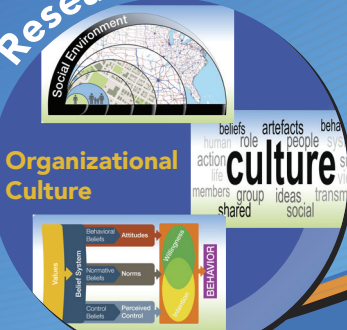 Social Environment
beliefs artefacts
human role people
action culture
life
members group ideas
shared social
Organizational
Culture
Values
Belief System
Behavioral
Beliefs
Attitudes
Normative
Beliefs
Norms
Control
Beliefs
Perceived
Control
Willingness
BEHAVIOR